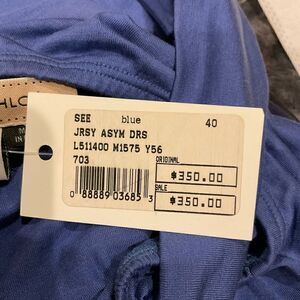 HLO
SEE blue 40
JRSY ASYM DRS
L511400 M1575 Y56
703
ORIGINAL
$350.00
SALE
$350.00
0 88889 03685 3